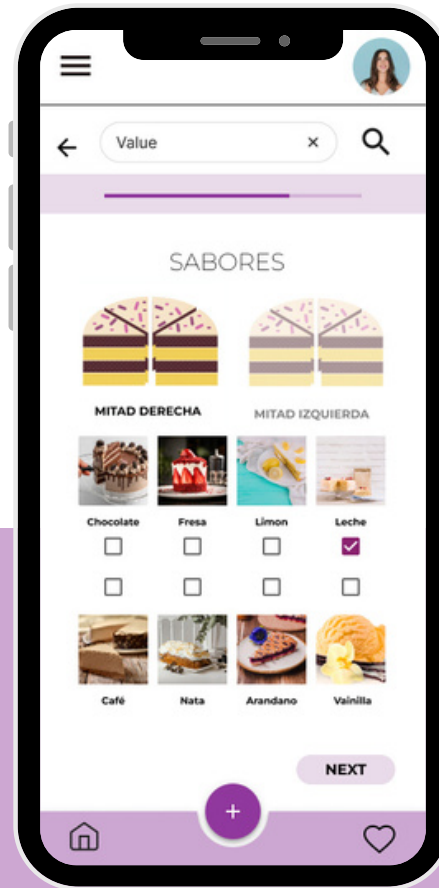 Value
SABORES
MITAD DERECHA
MITAD IZQUIERDA
Chocolate
Fresa
Limon
Leche
Café
Nata
Arandano
Vainilla
NEXT